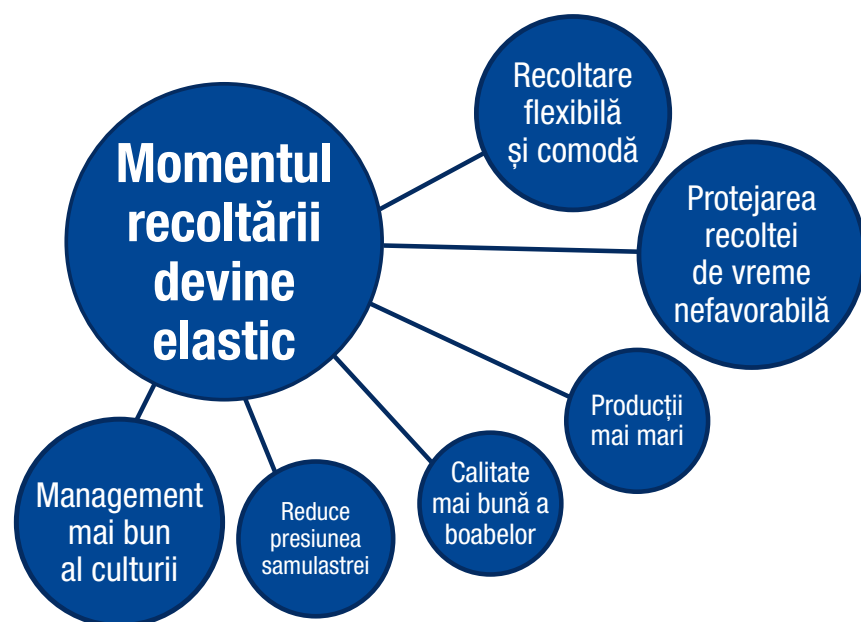 Momentul
recoltării
devine
elastic
Recoltare
flexibilă
și comodă
Protejarea
recoltei
de vreme
nefavorabilă
Producții
mai mari
Calitate
mai bună a
boabelor
Reduce
presiunea
samulastrei
Management
mai bun
al culturii